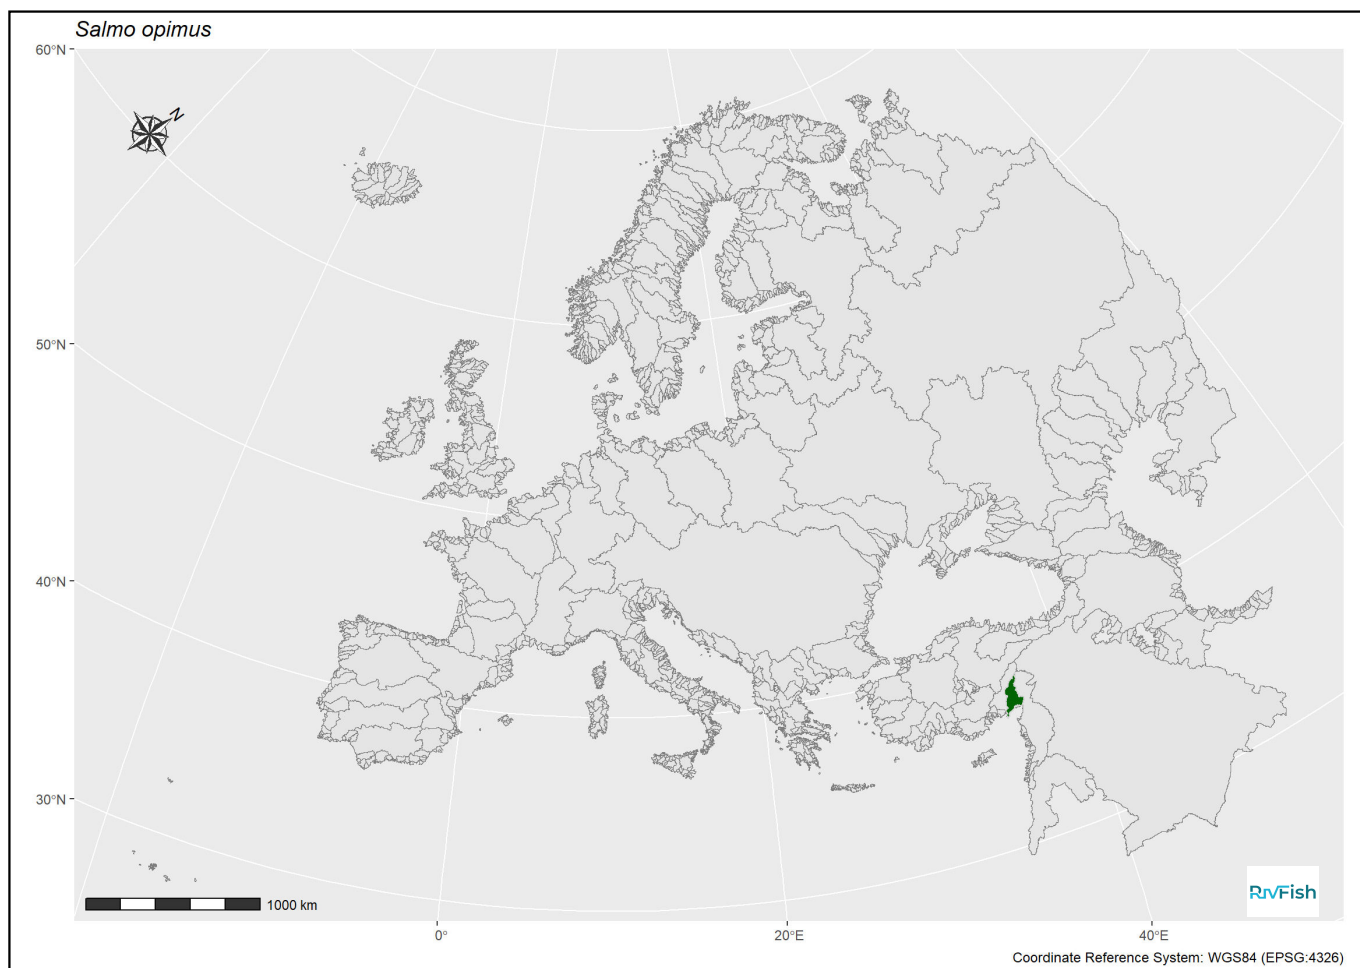 Salmo opimus
60°N
N
50°N
40°N
30°N
1000 km
RIVFISH
0°
20°E
40°E
Coordinate Reference System: WGS84 (EPSG:4326)